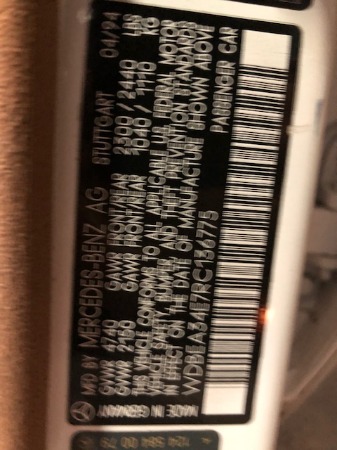 MFD BY MERCEDES-BENZ AG STUTTGART 04/94
GVWR 4740 GAWR FRONT/REAR 2300 / 2440 LBS
GVWR 2150 GAWR FRONT/REAR 1040 / 1110 KG
THIS VEHICLE CONFORMS TO ALL APPLICABLE U.S. FEDERAL MOTOR
VEHICLE SAFETY, BUMPER AND THEFT PREVENTION STANDARDS
IN EFFECT ON THE DATE OF MANUFACTURE SHOWN ABOVE
WDBEA34E7RC136775 PASSENGER CAR
MADE IN GERMANY
124 584 00 79